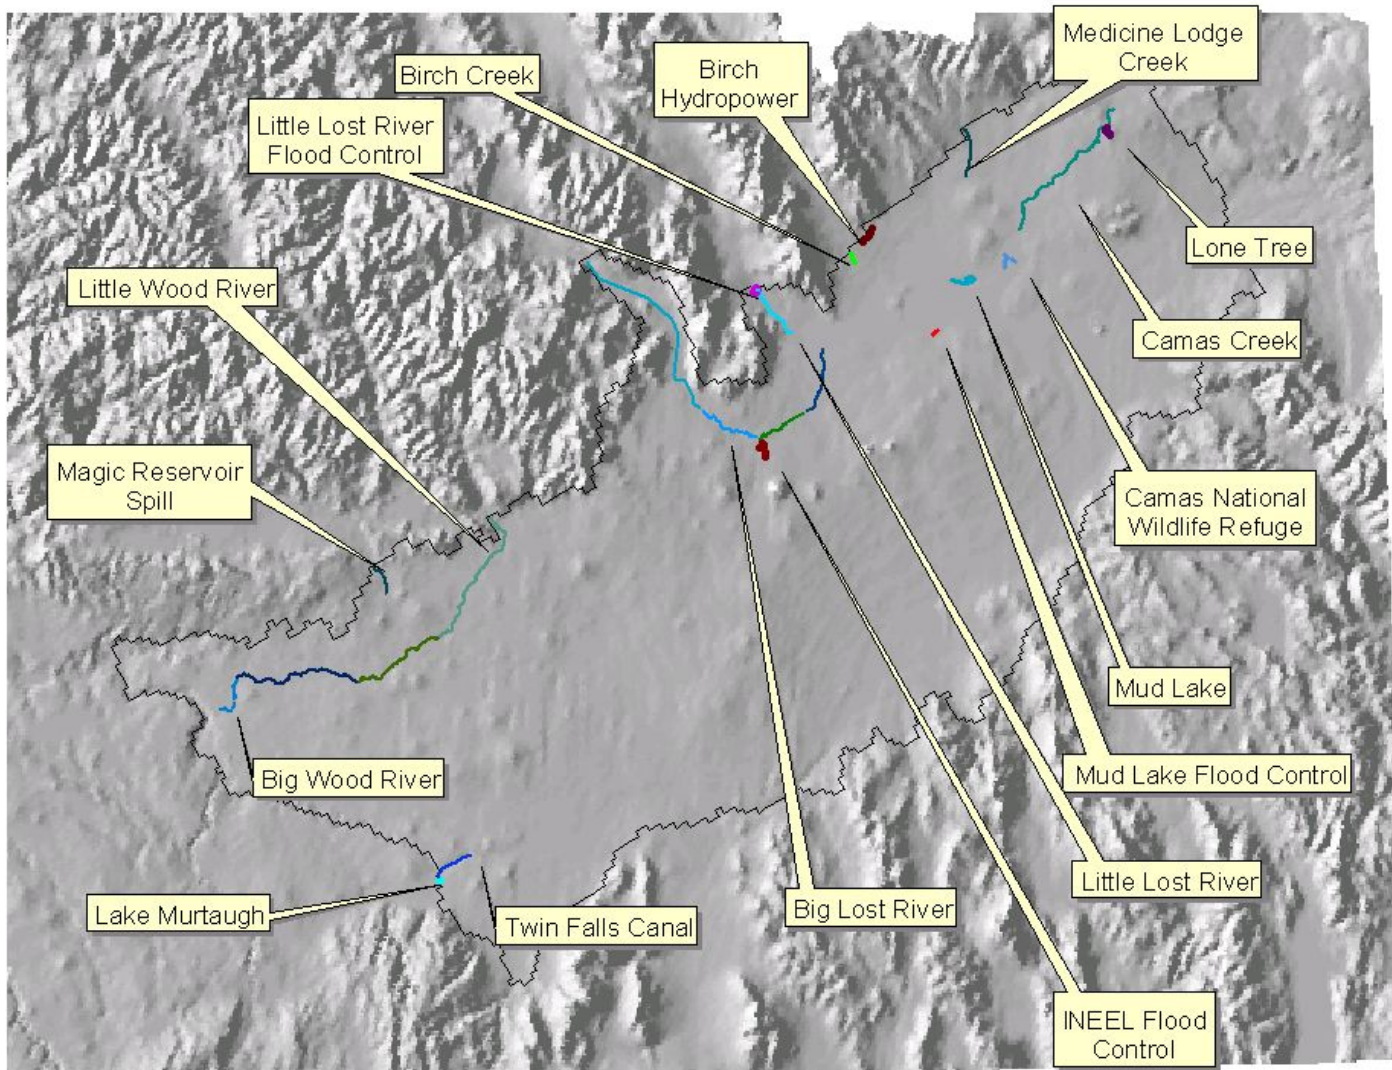 Medicine Lodge
Creek
Birch
Hydropower
Birch Creek
Little Lost River
Flood Control
Lone Tree
Little Wood River
Camas Creek
Magic Reservoir
Spill
Camas National
Wildlife Refuge
Mud Lake
Big Wood River
Mud Lake Flood Control
Little Lost River
Big Lost River
Lake Murtaugh
Twin Falls Canal
INEEL Flood
Control